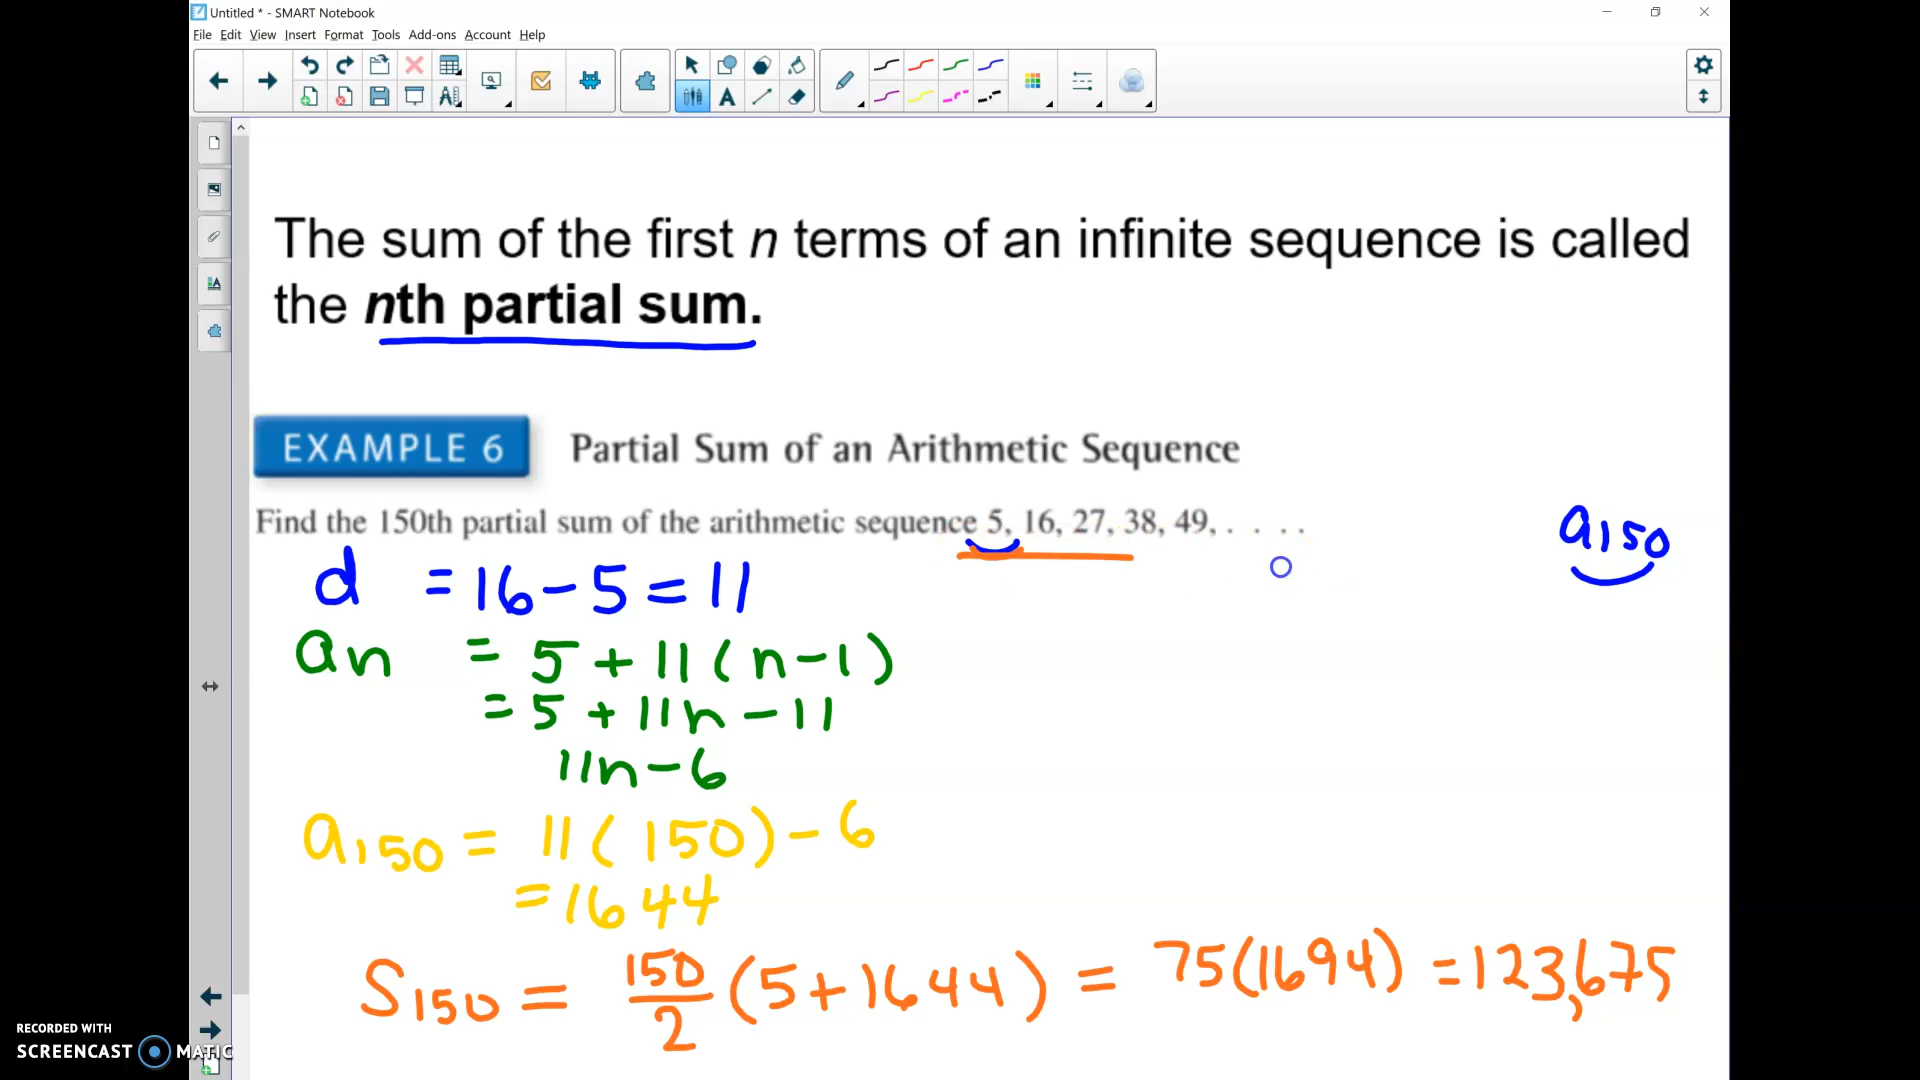 Untitled * - SMART Notebook
File Edit View Insert Format Tools Add-ons Account Help
The sum of the first n terms of an infinite sequence is called
the nth partial sum.
EXAMPLE 6 Partial Sum of an Arithmetic Sequence
Find the 150th partial sum of the arithmetic sequence 5, 16, 27, 38, 49, . . . .
a150
d = 16 - 5 = 11
an = 5 + 11 ( n - 1 )
= 5 + 11n - 11
11n - 6
a150 = 11 ( 150 ) - 6
= 1644
S150 = 150/2 ( 5 + 1644 ) = 75(1694) = 123,675
RECORDED WITH
SCREENCAST MATIC